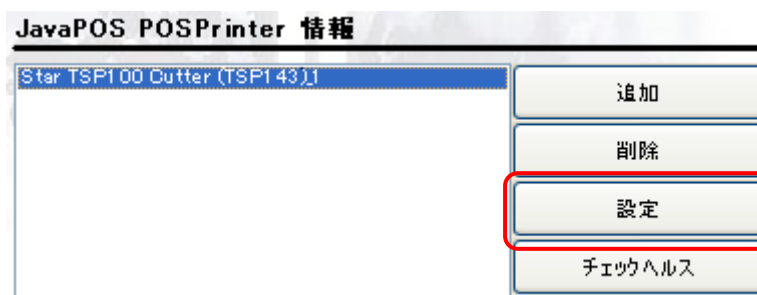 JavaPOS POSPrinter 情報
Star TSP100 Cutter (TSP143)_1
追加
削除
設定
チェックヘルス